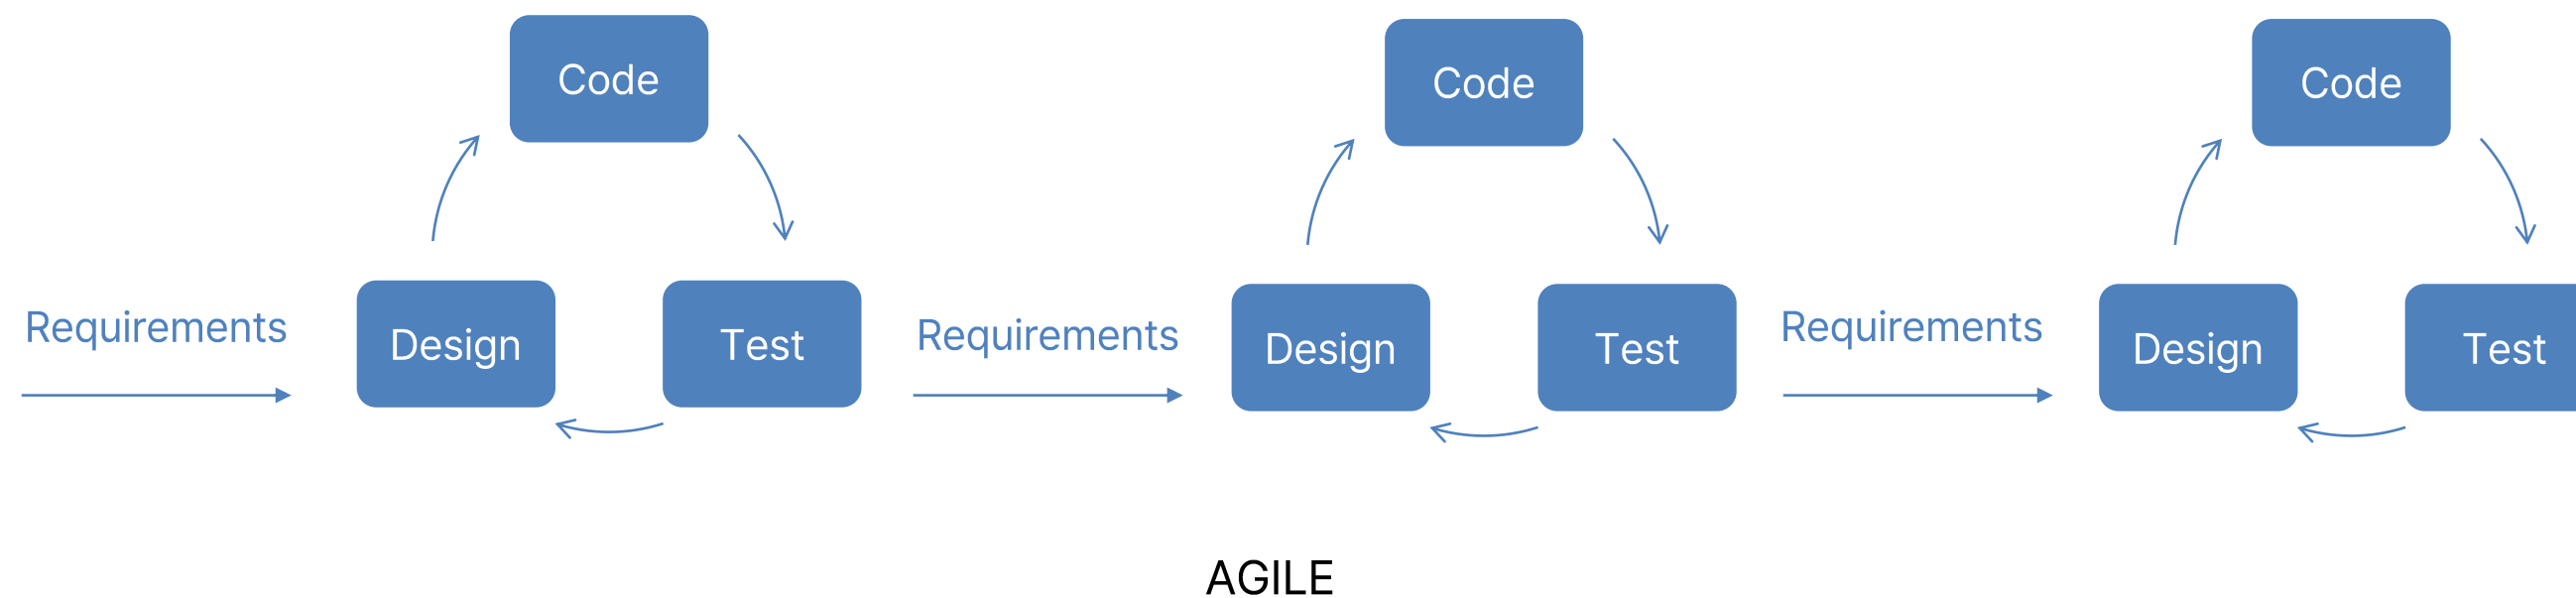 Code
Code
Code
Requirements
Design
Test
Requirements
Design
Test
Requirements
Design
Test
AGILE